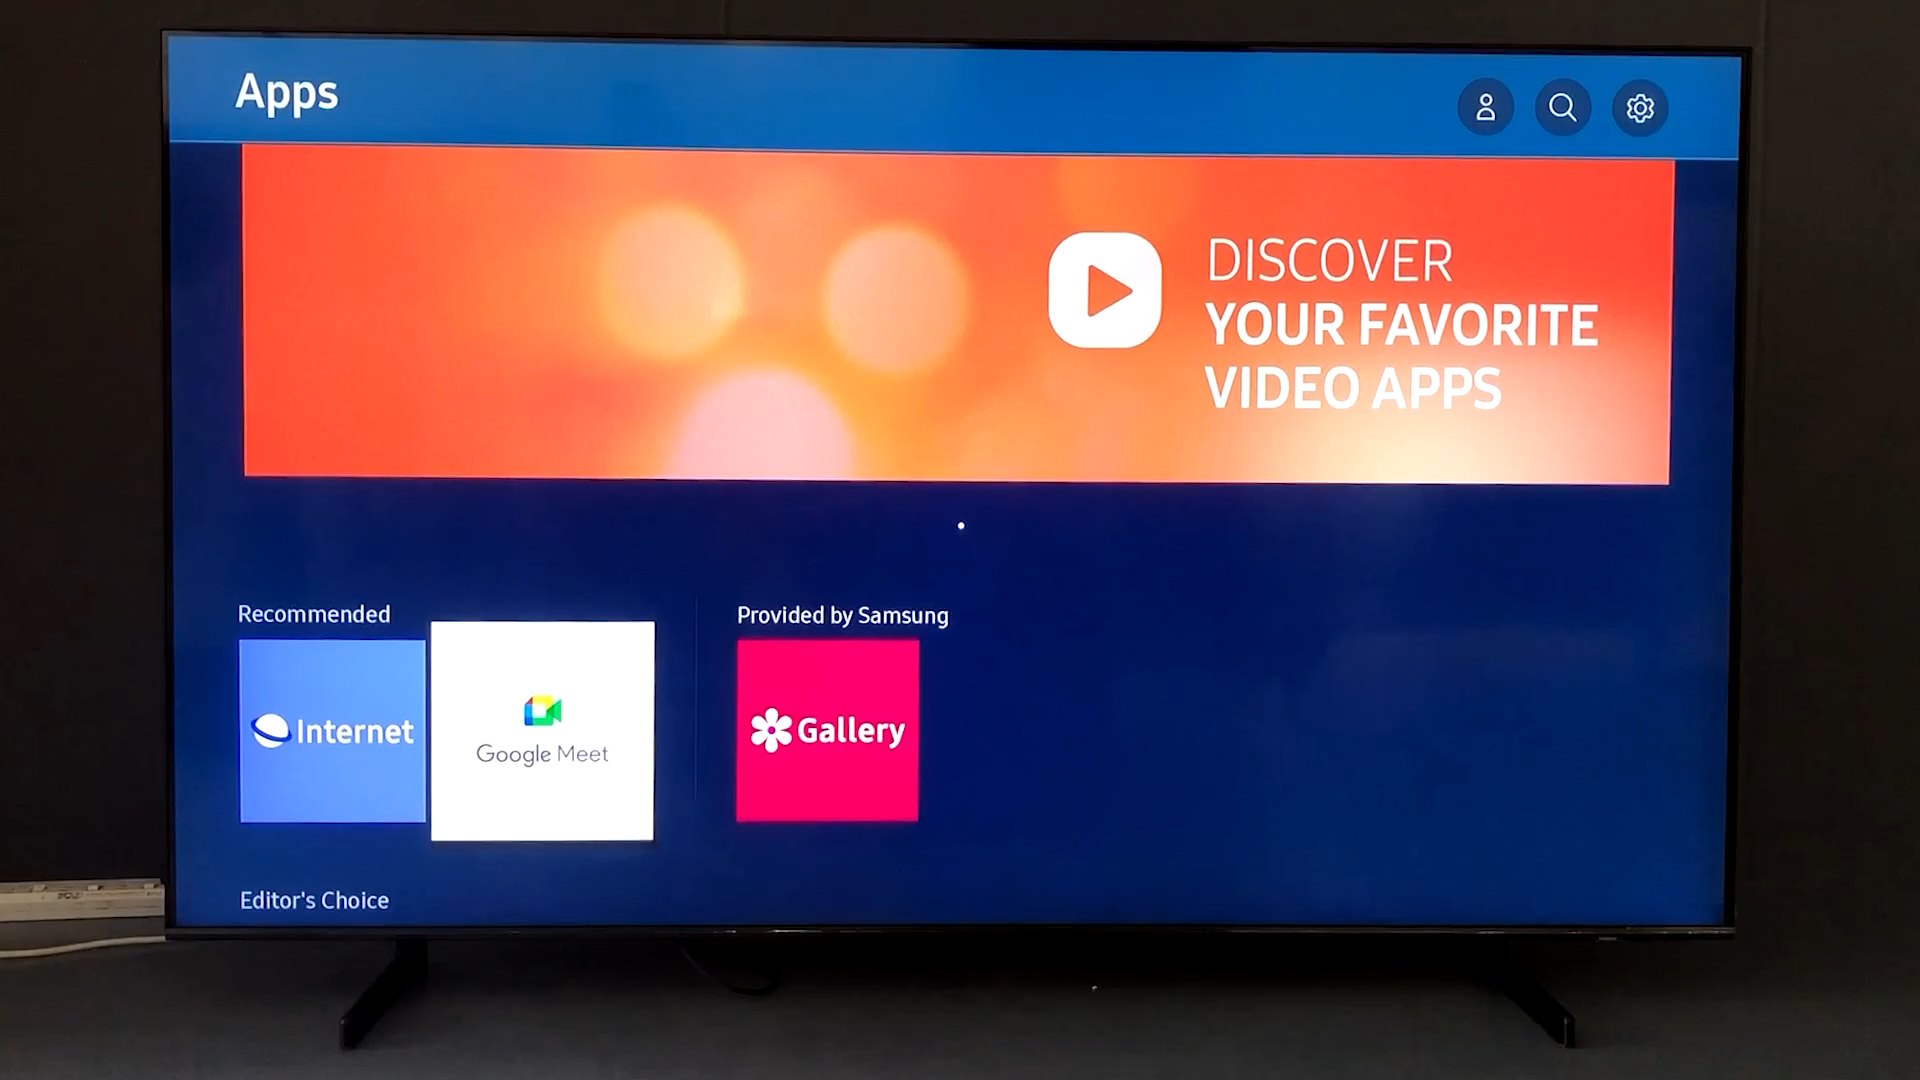 Apps
DISCOVER
YOUR FAVORITE
VIDEO APPS
Recommended
Provided by Samsung
Internet
Google Meet
Gallery
Editor's Choice